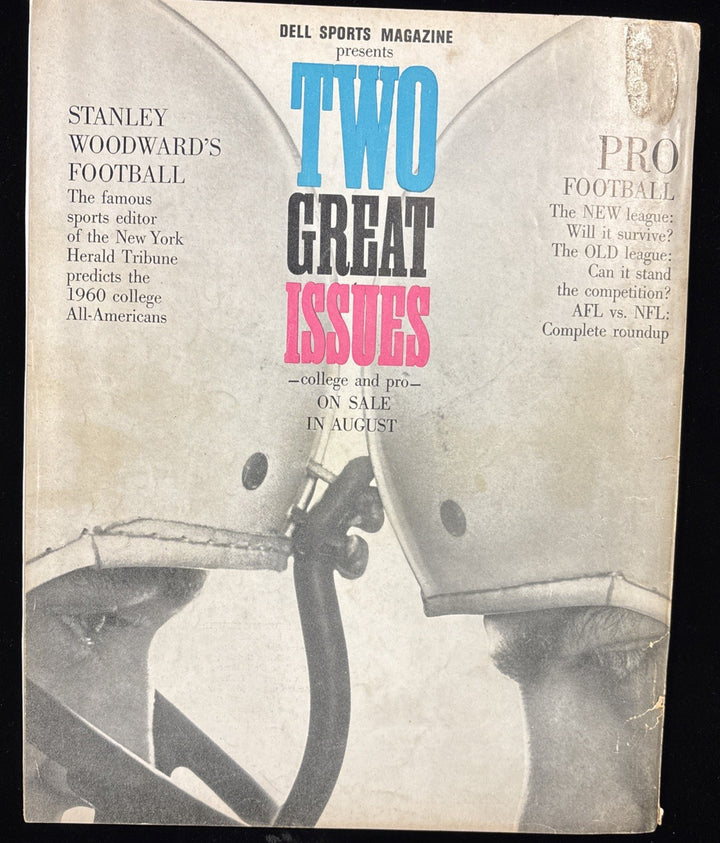 DELL SPORTS MAGAZINE
presents
TWO
GREAT
ISSUES
—college and pro—
ON SALE
IN AUGUST
STANLEY
WOODWARD'S
FOOTBALL
The famous
sports editor
of the New York
Herald Tribune
predicts the
1960 college
All-Americans
PRO
FOOTBALL
The NEW league:
Will it survive?
The OLD league:
Can it stand
the competition?
AFL vs. NFL:
Complete roundup